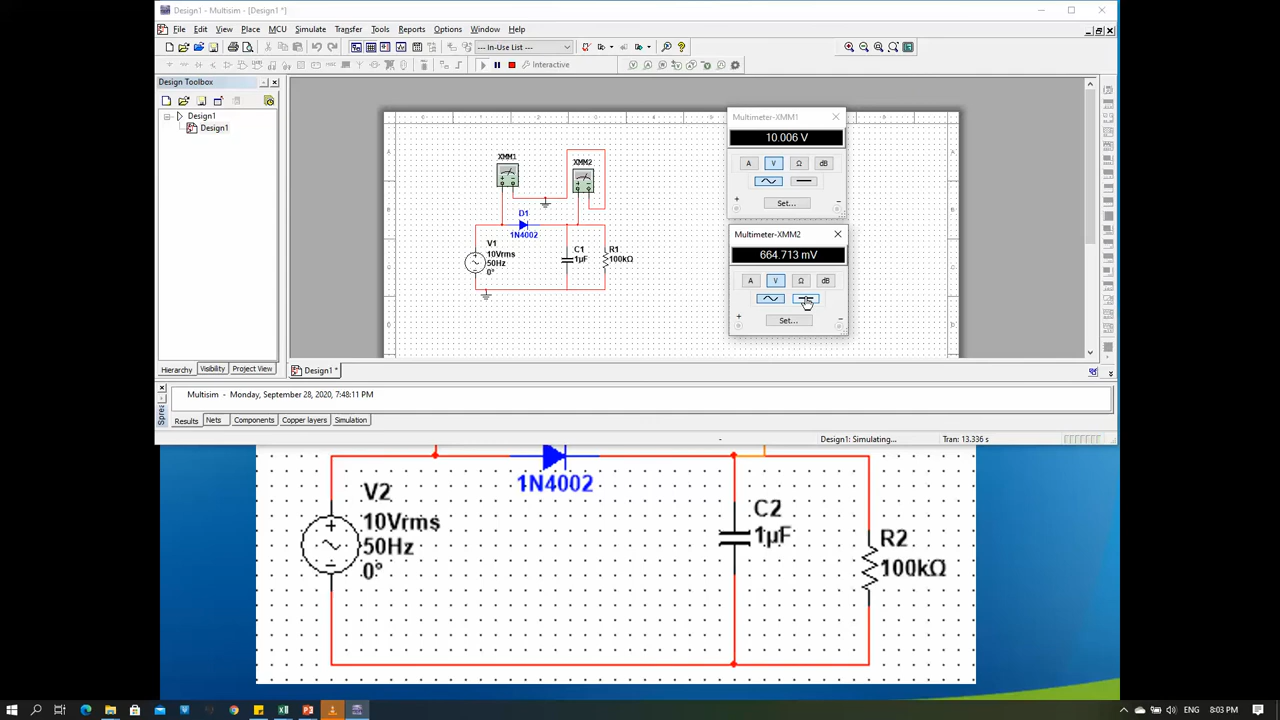 Design1 - Multisim - [Design1 *]
File Edit View Place MCU Simulate Transfer Tools Reports Options Window Help
--- In-Use List ---
Interactive
Design Toolbox
Design1
Design1
Multimeter-XMM1
10.006 V
A V Ω dB
Set...
+ -
XMM1
XMM2
D1
1N4002
V1
10Vrms
50Hz
0°
C1
1µF
R1
100kΩ
Multimeter-XMM2
664.713 mV
A V Ω dB
Set...
+ -
Hierarchy Visibility Project View
Design1 *
Multisim - Monday, September 28, 2020, 7:48:11 PM
Spre
Results Nets Components Copper layers Simulation
- Design1: Simulating... Tran: 13.336 s
1N4002
V2
10Vrms
50Hz
0°
C2
1µF
R2
100kΩ
ENG 8:03 PM